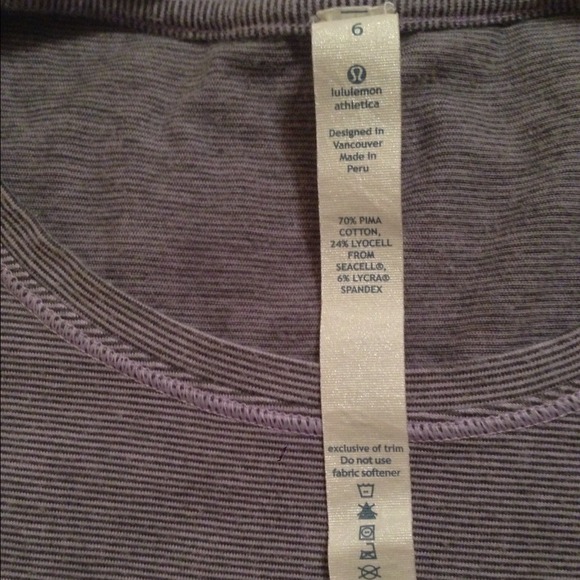 6
lululemon
athletica
Designed in
Vancouver
Made in
Peru
70% PIMA
COTTON,
24% LYOCELL
FROM
SEACELL®,
6% LYCRA®
SPANDEX
exclusive of trim
Do not use
fabric softener